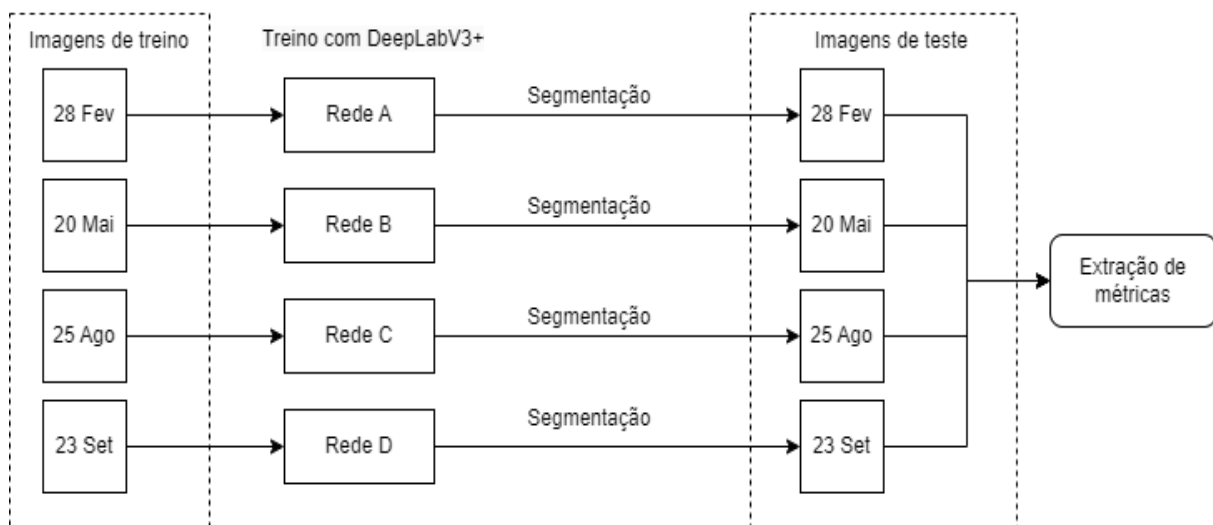 Imagens de treino
Treino com DeepLabV3+
Imagens de teste
28 Fev
Rede A
Segmentação
28 Fev
20 Mai
Rede B
Segmentação
20 Mai
Extração de
métricas
25 Ago
Rede C
Segmentação
25 Ago
23 Set
Rede D
Segmentação
23 Set